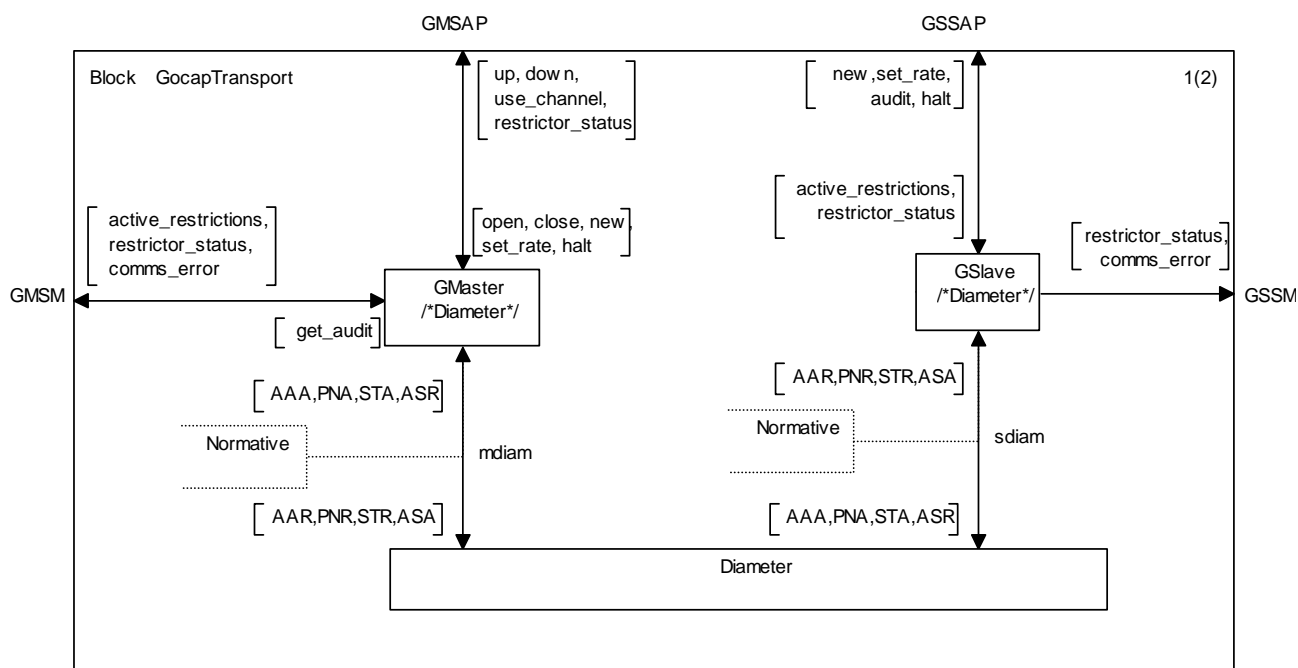 GMSAP
GSSAP
Block GocapTransport
1(2)
up, down,
use_channel,
restrictor_status
new ,set_rate,
audit, halt
active_restrictions,
restrictor_status
open, close, new ,
set_rate, halt
active_restrictions,
restrictor_status,
comms_error
restrictor_status,
comms_error
GMSM
GMaster
/*Diameter*/
GSlave
/*Diameter*/
GSSM
get_audit
AAA,PNA,STA,ASR
AAR,PNR,STR,ASA
Normative
mdiam
Normative
sdiam
AAR,PNR,STR,ASA
AAA,PNA,STA,ASR
Diameter